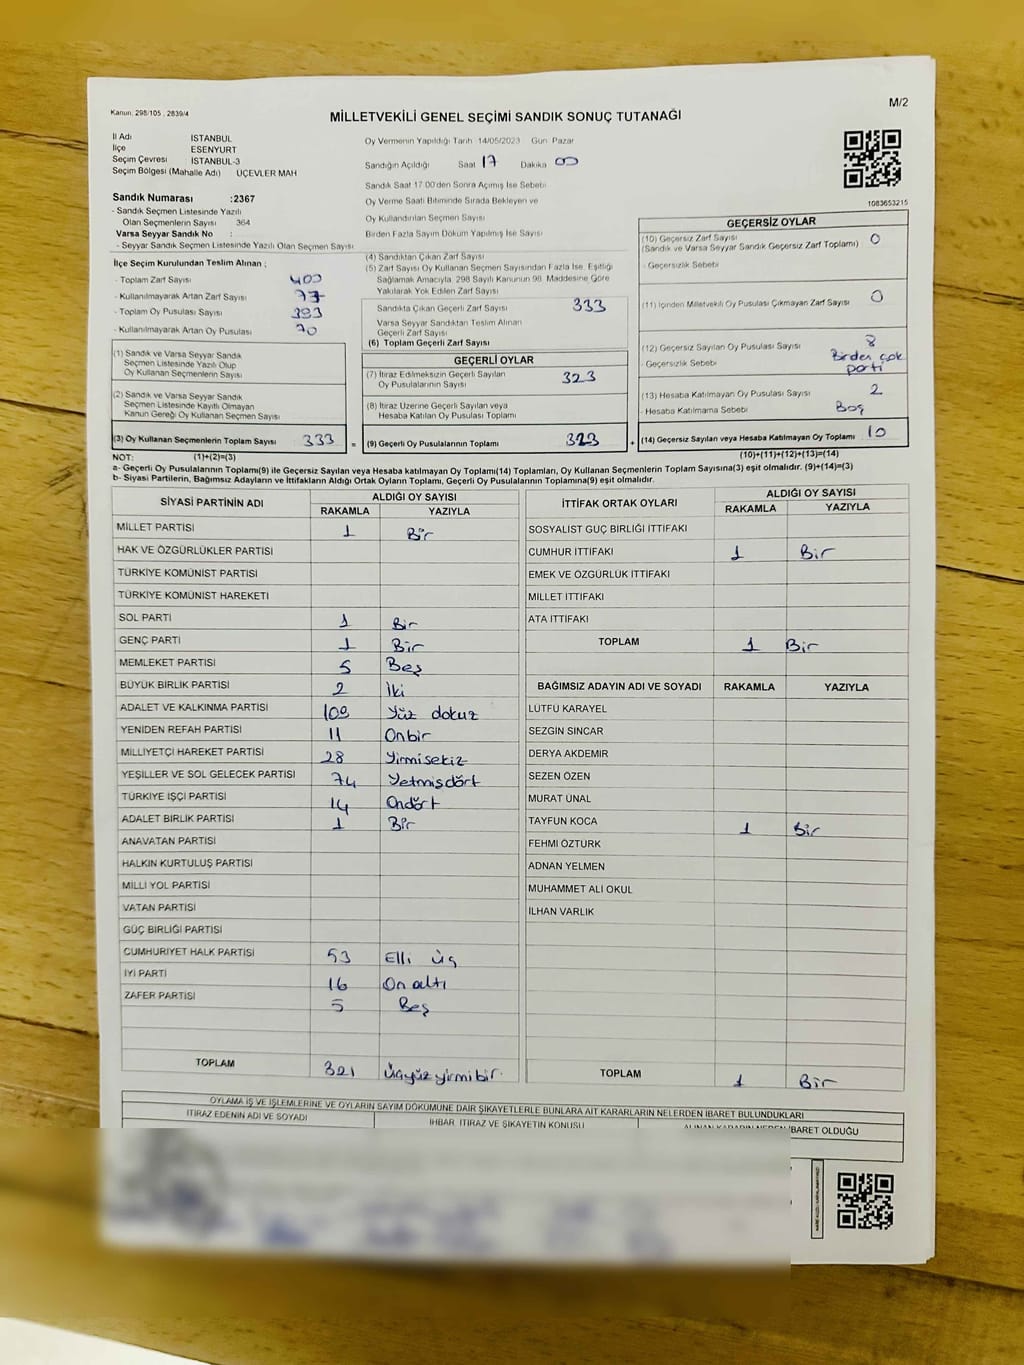 Kanun: 298/105 , 2839/4
M/2
MİLLETVEKİLİ GENEL SEÇİMİ SANDIK SONUÇ TUTANAĞI
İl Adı İSTANBUL
İlçe ESENYURT
Seçim Çevresi İSTANBUL-3
Seçim Bölgesi (Mahalle Adı) ÜÇEVLER MAH
Sandık Numarası :2367
- Sandık Seçmen Listesinde Yazılı
Olan Seçmenlerin Sayısı 364
Varsa Seyyar Sandık No :
- Seyyar Sandık Seçmen Listesinde Yazılı Olan Seçmen Sayısı
Oy Vermenin Yapıldığı Tarih 14/05/2023 Gün Pazar
Sandığın Açıldığı Saat 17 Dakika 00
Sandık Saat 17:00'den Sonra Açılmış İse Sebebi
Oy Verme Saati Bitiminde Sırada Bekleyen ve
Oy Kullandırılan Seçmen Sayısı
Birden Fazla Sayım Döküm Yapılmış İse Sayısı
1083653215
İlçe Seçim Kurulundan Teslim Alınan ;
- Toplam Zarf Sayısı 400
- Kullanılmayarak Artan Zarf Sayısı 77
- Toplam Oy Pusulası Sayısı 393
- Kullanılmayarak Artan Oy Pusulası 70
(4) Sandıktan Çıkan Zarf Sayısı
(5) Zarf Sayısı Oy Kullanan Seçmen Sayısından Fazla İse, Eşitliği
Sağlamak Amacıyla, 298 Sayılı Kanunun 98. Maddesine Göre
Yakılarak Yok Edilen Zarf Sayısı
Sandıkta Çıkan Geçerli Zarf Sayısı 333
Varsa Seyyar Sandıktan Teslim Alınan
Geçerli Zarf Sayısı
(6) Toplam Geçerli Zarf Sayısı
GEÇERSİZ OYLAR
(10) Geçersiz Zarf Sayısı 0
(Sandık ve Varsa Seyyar Sandık Geçersiz Zarf Toplamı)
- Geçersizlik Sebebi
(11) İçinden Milletvekili Oy Pusulası Çıkmayan Zarf Sayısı 0
(12) Geçersiz Sayılan Oy Pusulası Sayısı 8
- Geçersizlik Sebebi Birden çok
parti
(13) Hesaba Katılmayan Oy Pusulası Sayısı 2
- Hesaba Katılmama Sebebi Boş
(14) Geçersiz Sayılan veya Hesaba Katılmayan Oy Toplamı 10
(1) Sandık ve Varsa Seyyar Sandık
Seçmen Listesinde Yazılı Olup
Oy Kullanan Seçmenlerin Sayısı
(2) Sandık ve Varsa Seyyar Sandık
Seçmen Listesinde Kayıtlı Olmayan
Kanun Gereği Oy Kullanan Seçmen Sayısı
(3) Oy Kullanan Seçmenlerin Toplam Sayısı 333 =
GEÇERLİ OYLAR
(7) İtiraz Edilmeksizin Geçerli Sayılan
Oy Pusulalarının Sayısı 323
(8) İtiraz Üzerine Geçerli Sayılan veya
Hesaba Katılan Oy Pusulası Toplamı
(9) Geçerli Oy Pusulalarının Toplamı 323 +
NOT: (1)+(2)=(3) (10)+(11)+(12)+(13)=(14)
a- Geçerli Oy Pusulalarının Toplamı(9) ile Geçersiz Sayılan veya Hesaba katılmayan Oy Toplamı(14) Toplamları, Oy Kullanan Seçmenlerin Toplam Sayısına(3) eşit olmalıdır. (9)+(14)=(3)
b- Siyasi Partilerin, Bağımsız Adayların ve İttifakların Aldığı Ortak Oyların Toplamı, Geçerli Oy Pusulalarının Toplamına(9) eşit olmalıdır.
SİYASİ PARTİNİN ADI ALDIĞI OY SAYISI
RAKAMLA YAZIYLA
MİLLET PARTİSİ 1 Bir
HAK VE ÖZGÜRLÜKLER PARTİSİ
TÜRKİYE KOMÜNİST PARTİSİ
TÜRKİYE KOMÜNİST HAREKETİ
SOL PARTİ 1 Bir
GENÇ PARTİ 1 Bir
MEMLEKET PARTİSİ 5 Beş
BÜYÜK BİRLİK PARTİSİ 2 İki
ADALET VE KALKINMA PARTİSİ 109 Yüz dokuz
YENİDEN REFAH PARTİSİ 11 Onbir
MİLLİYETÇİ HAREKET PARTİSİ 28 Yirmisekiz
YEŞİLLER VE SOL GELECEK PARTİSİ 74 Yetmişdört
TÜRKİYE İŞÇİ PARTİSİ 14 Ondört
ADALET BİRLİK PARTİSİ 1 Bir
ANAVATAN PARTİSİ
HALKIN KURTULUŞ PARTİSİ
MİLLİ YOL PARTİSİ
VATAN PARTİSİ
GÜÇ BİRLİĞİ PARTİSİ
CUMHURİYET HALK PARTİSİ 53 Elli üç
İYİ PARTİ 16 On altı
ZAFER PARTİSİ 5 Beş
TOPLAM 321 Üçyüzyirmibir
İTTİFAK ORTAK OYLARI ALDIĞI OY SAYISI
RAKAMLA YAZIYLA
SOSYALİST GÜÇ BİRLİĞİ İTTİFAKI
CUMHUR İTTİFAKI 1 Bir
EMEK VE ÖZGÜRLÜK İTTİFAKI
MİLLET İTTİFAKI
ATA İTTİFAKI
TOPLAM 1 Bir
BAĞIMSIZ ADAYIN ADI VE SOYADI RAKAMLA YAZIYLA
LÜTFÜ KARAYEL
SEZGİN SINCAR
DERYA AKDEMİR
SEZEN ÖZEN
MURAT ÜNAL
TAYFUN KOCA 1 Bir
FEHMİ ÖZTÜRK
ADNAN YELMEN
MUHAMMET ALİ OKUL
İLHAN VARLIK
TOPLAM 1 Bir
OYLAMA İŞ VE İŞLEMLERİNE VE OYLARIN SAYIM DÖKÜMÜNE DAİR ŞİKAYETLERLE BUNLARA AİT KARARLARIN NELERDEN İBARET BULUNDUKLARI
İTİRAZ EDENİN ADI VE SOYADI İHBAR, İTİRAZ VE ŞİKAYETİN KONUSU ALINAN KARARIN NEDEN İBARET OLDUĞU